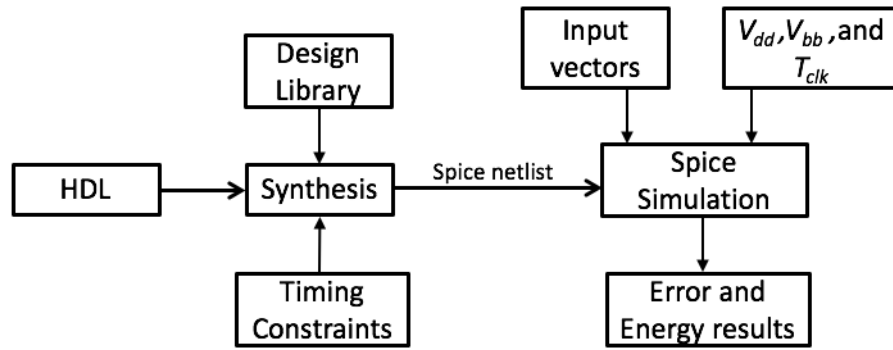 Design
Library
Input
vectors
Vdd,Vbb,and
Tclk
HDL
Synthesis
Spice netlist
Spice
Simulation
Timing
Constraints
Error and
Energy results